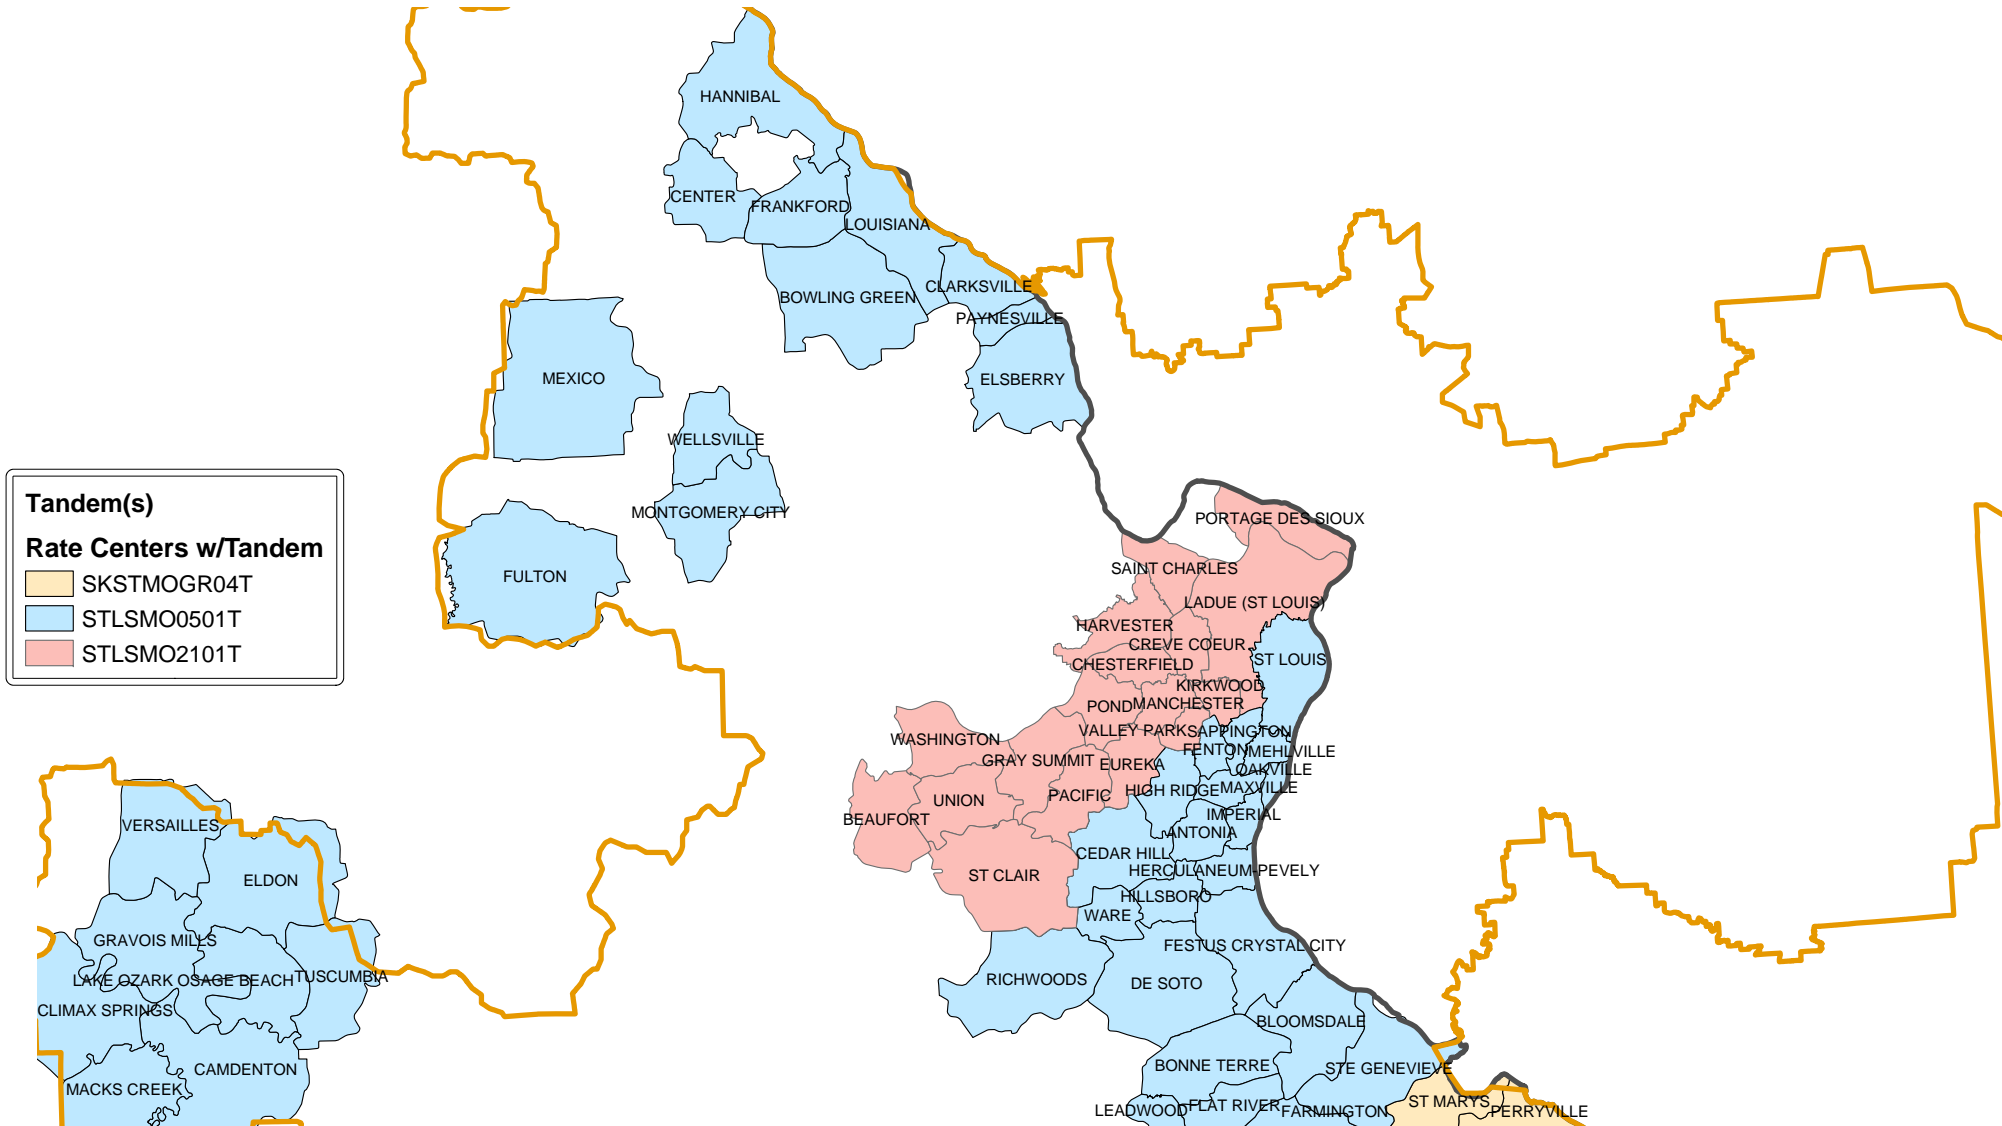 HANNIBAL
CENTER
FRANKFORD
LOUISIANA
BOWLING GREEN
CLARKSVILLE
PAYNESVILLE
ELSBERRY
MEXICO
WELLSVILLE
MONTGOMERY CITY
FULTON
Tandem(s)
Rate Centers w/Tandem
SKSTMOGR04T
STLSMO0501T
STLSMO2101T
PORTAGE DES SIOUX
SAINT CHARLES
LADUE (ST LOUIS)
HARVESTER
CREVE COEUR
CHESTERFIELD
ST LOUIS
KIRKWOOD
POND
MANCHESTER
VALLEY PARK
SAPPINGTON
WASHINGTON
GRAY SUMMIT
EUREKA
FENTON
MEHLVILLE
OAKVILLE
UNION
PACIFIC
HIGH RIDGE
MAXVILLE
BEAUFORT
IMPERIAL
ANTONIA
CEDAR HILL
HERCULANEUM-PEVELY
ST CLAIR
HILLSBORO
WARE
FESTUS CRYSTAL CITY
RICHWOODS
DE SOTO
BLOOMSDALE
BONNE TERRE
STE GENEVIEVE
LEADWOOD
FLAT RIVER
FARMINGTON
ST MARYS
PERRYVILLE
VERSAILLES
ELDON
GRAVOIS MILLS
LAKE OZARK OSAGE BEACH
TUSCUMBIA
CLIMAX SPRINGS
CAMDENTON
MACKS CREEK